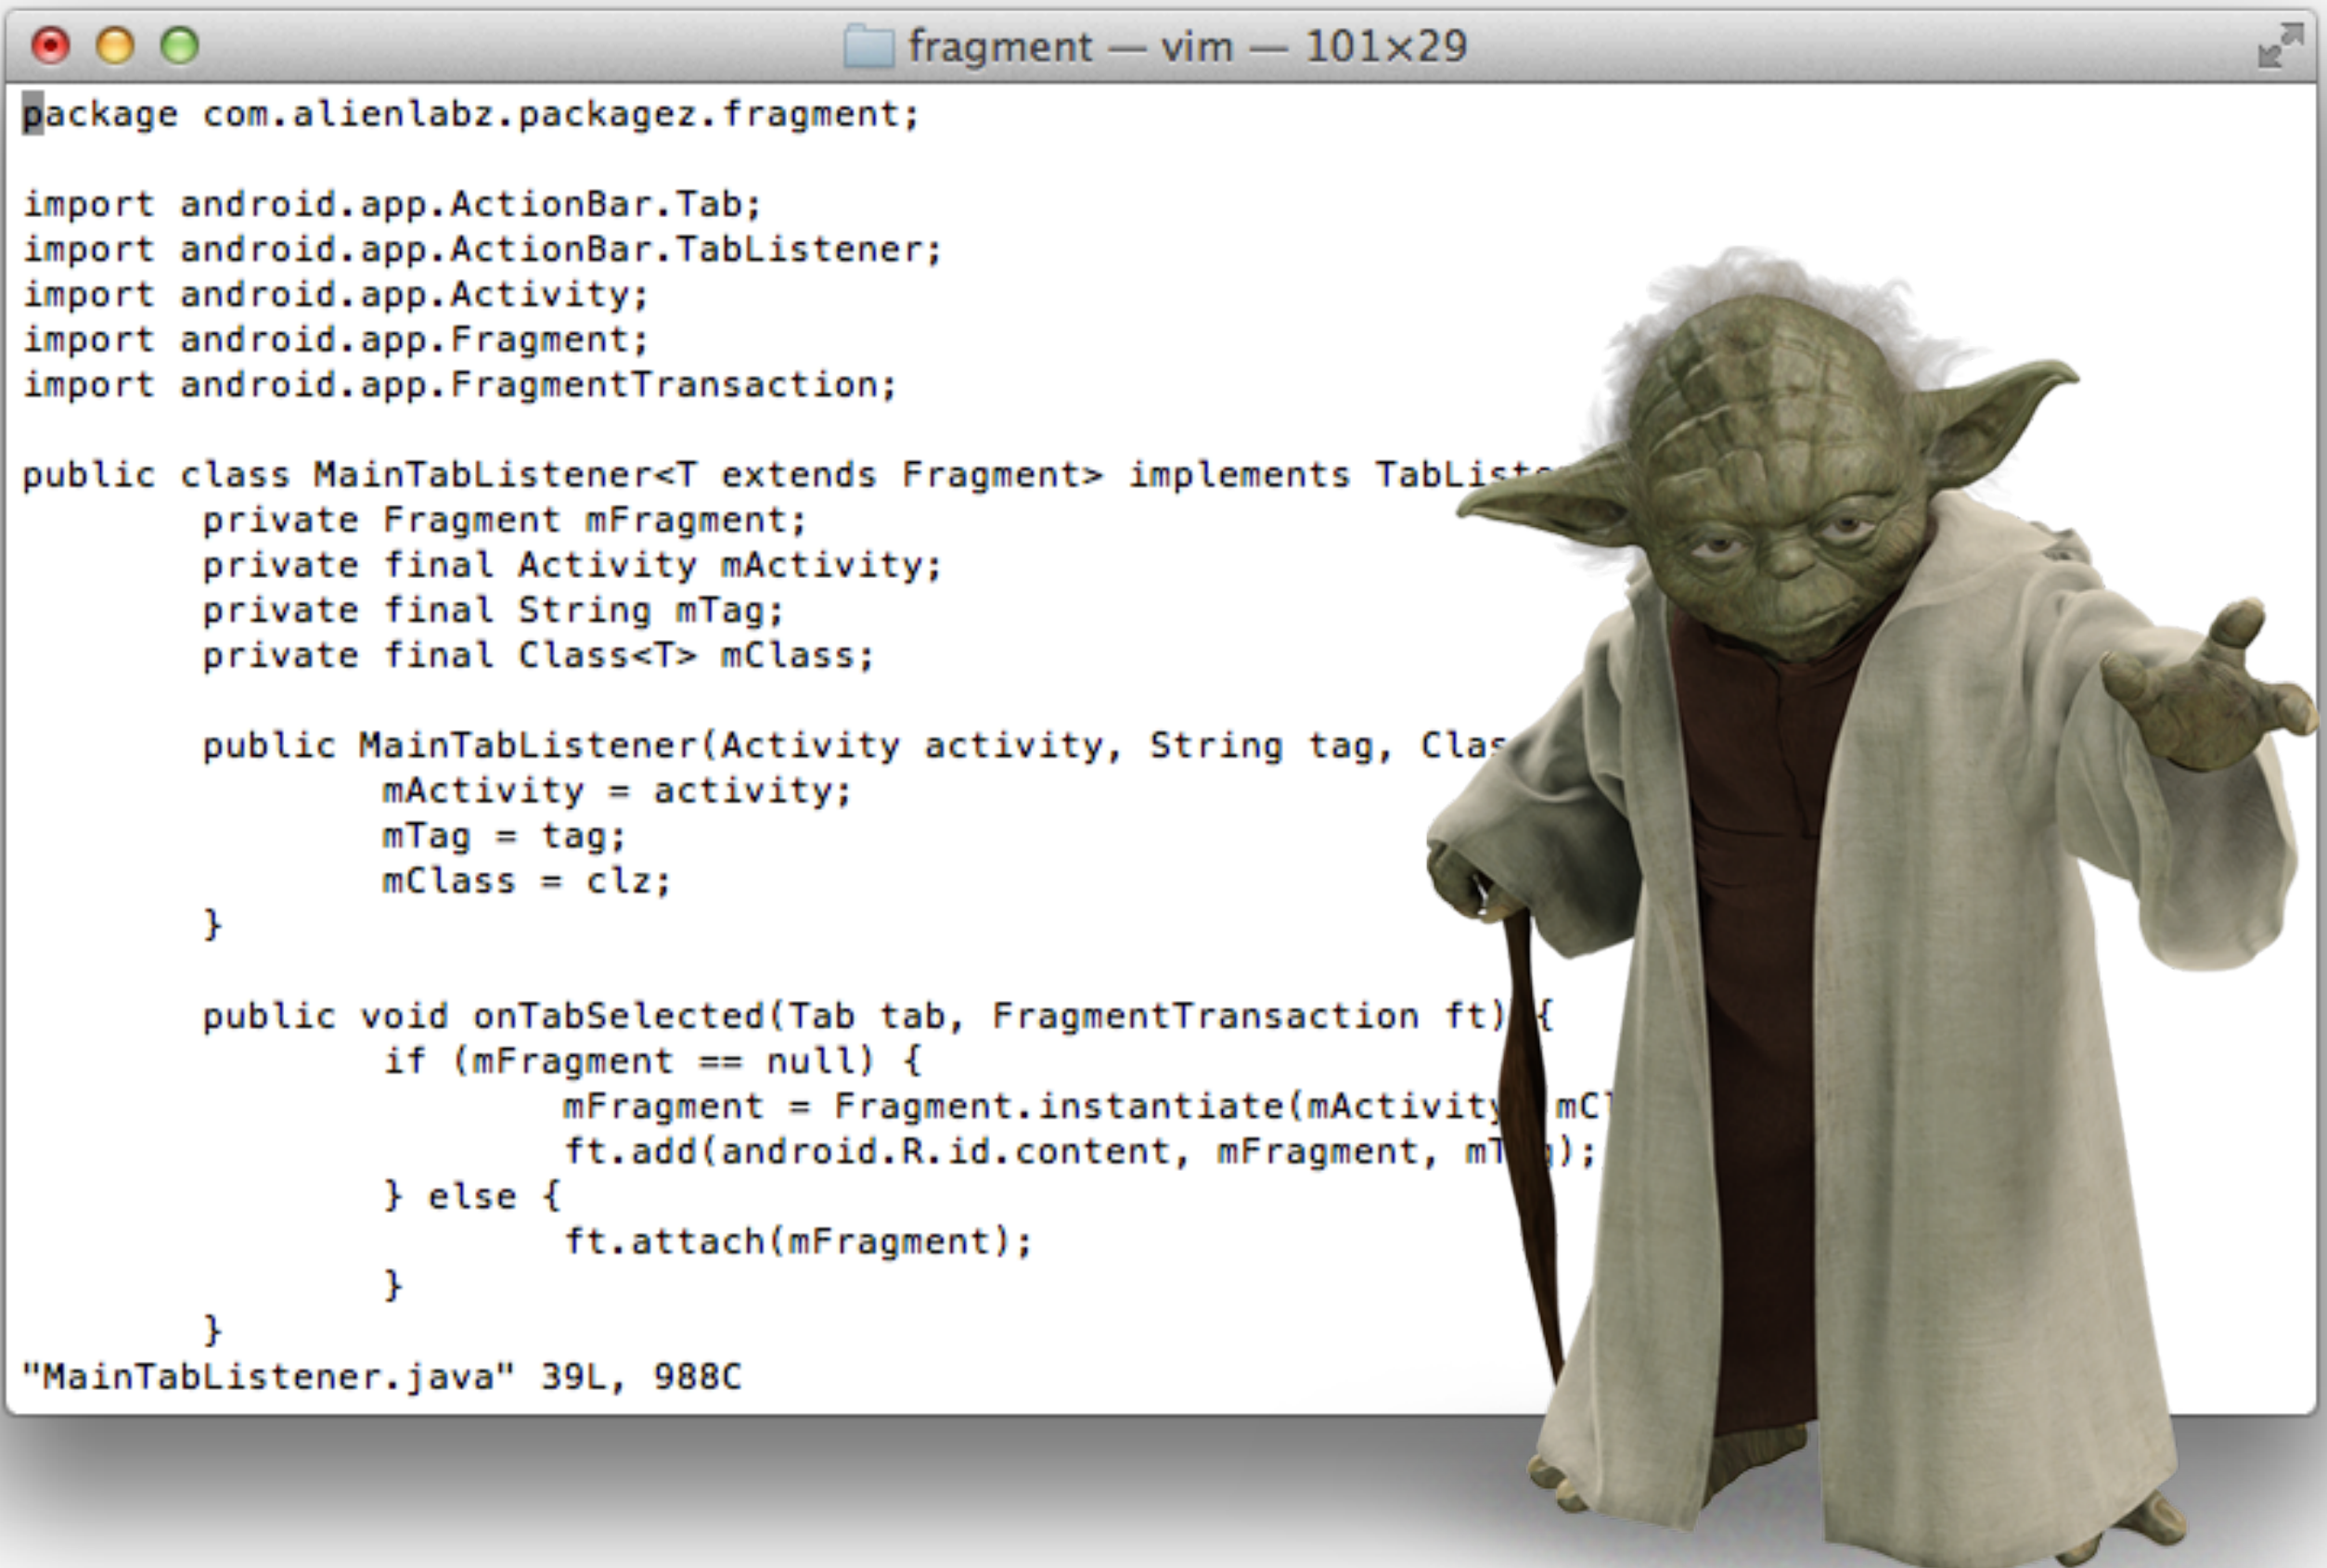 fragment — vim — 101×29
package com.alienlabz.packagez.fragment;
import android.app.ActionBar.Tab;
import android.app.ActionBar.TabListener;
import android.app.Activity;
import android.app.Fragment;
import android.app.FragmentTransaction;
public class MainTabListener<T extends Fragment> implements
private Fragment mFragment;
private final Activity mActivity;
private final String mTag;
private final Class<T> mClass;
public MainTabListener(Activity activity, String tag,
mActivity = activity;
mTag = tag;
mClass = clz;
}
public void onTabSelected(Tab tab, FragmentTransaction ft) {
if (mFragment == null) {
mFragment = Fragment.instantiate(mActivity
ft.add(android.R.id.content, mFragment,
} else {
ft.attach(mFragment);
}
}
"MainTabListener.java" 39L, 988C